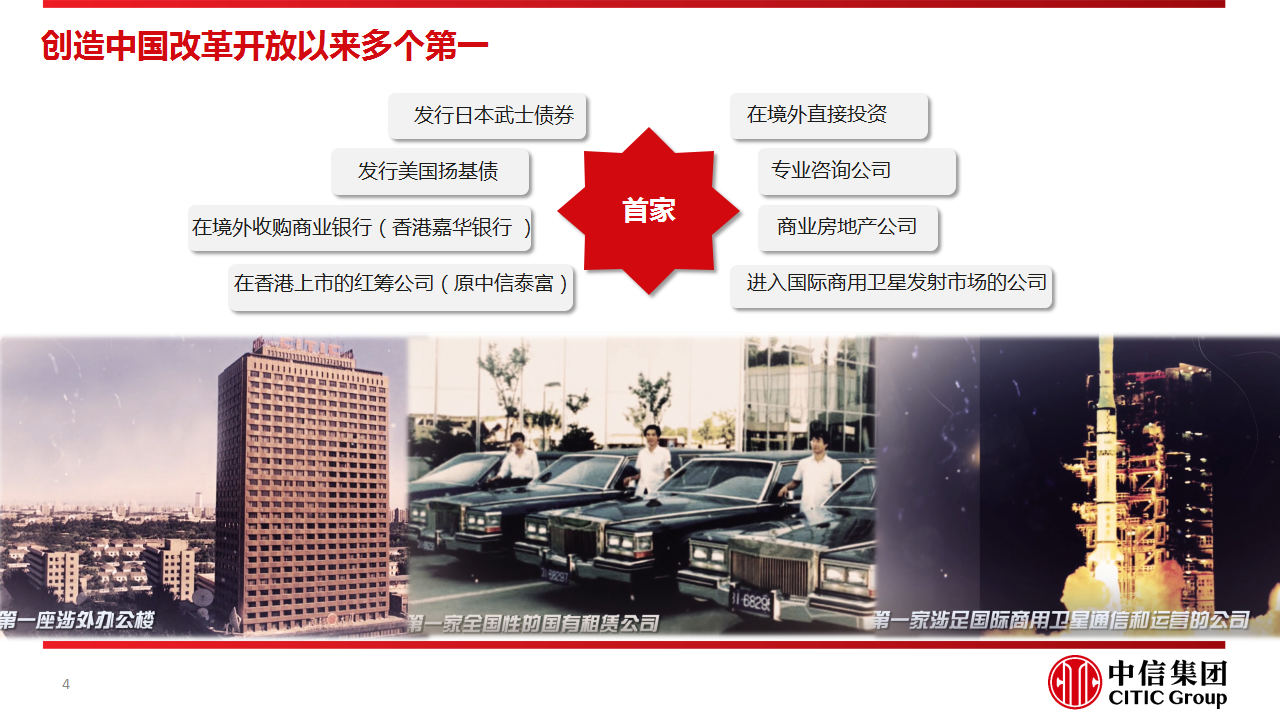 创造中国改革开放以来多个第一
发行日本武士债券
发行美国扬基债
在境外收购商业银行（香港嘉华银行 ）
在香港上市的红筹公司（原中信泰富）
首家
在境外直接投资
专业咨询公司
商业房地产公司
进入国际商用卫星发射市场的公司
CITIC
31-68297
31-68295
第一座涉外办公楼
第一家全国性的国有租赁公司
第一家涉足国际商用卫星通信和运营的公司
4
中信集团
CITIC Group